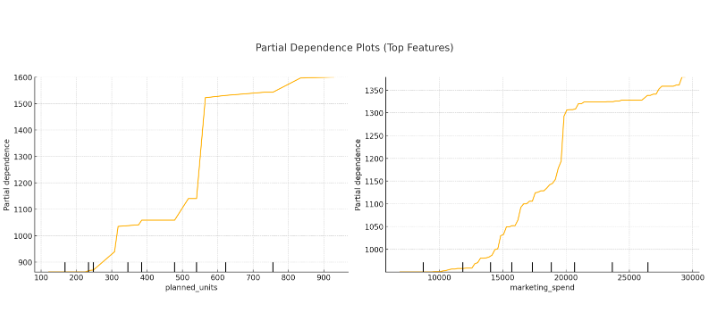 Partial Dependence Plots (Top Features)
1600
1500
1400
1300
1200
1100
1000
900
Partial dependence
100 200 300 400 500 600 700 800 900
planned_units
1350
1300
1250
1200
1150
1100
1050
1000
Partial dependence
10000 15000 20000 25000 30000
marketing_spend